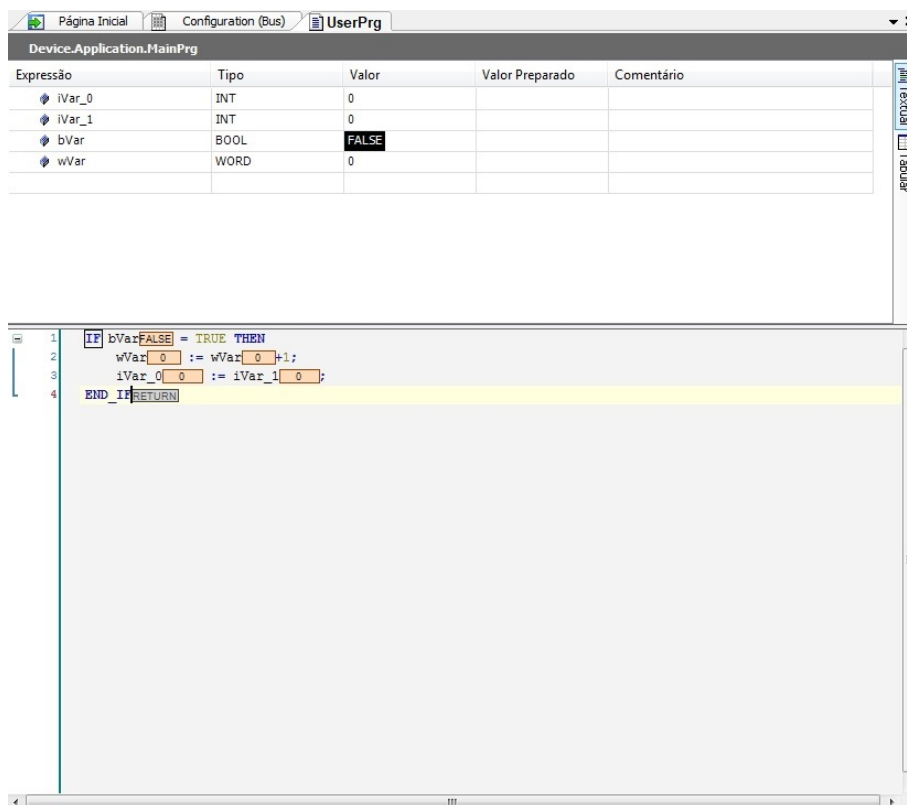 Página Inicial Configuration (Bus) UserPrg
Device.Application.MainPrg
Expressão Tipo Valor Valor Preparado Comentário
iVar_0 INT 0
iVar_1 INT 0
bVar BOOL FALSE
wVar WORD 0
Textual
Tabular
1 IF bVar FALSE = TRUE THEN
2 wVar 0 := wVar 0 +1;
3 iVar_0 0 := iVar_1 0 ;
4 END_IF RETURN